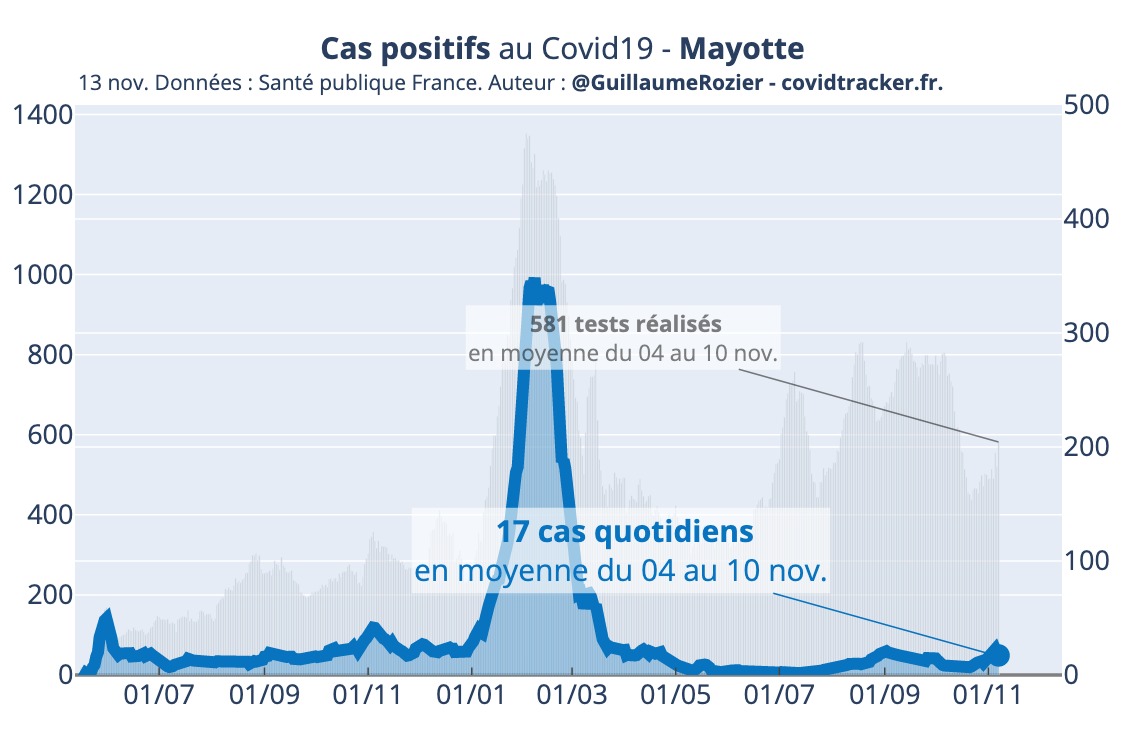 Cas positifs au Covid19 - Mayotte
13 nov. Données : Santé publique France. Auteur : @GuillaumeRozier - covidtracker.fr.
1400
1200
1000
800
600
400
200
0
500
400
300
200
100
0
581 tests réalisés
en moyenne du 04 au 10 nov.
17 cas quotidiens
en moyenne du 04 au 10 nov.
01/07 01/09 01/11 01/01 01/03 01/05 01/07 01/09 01/11